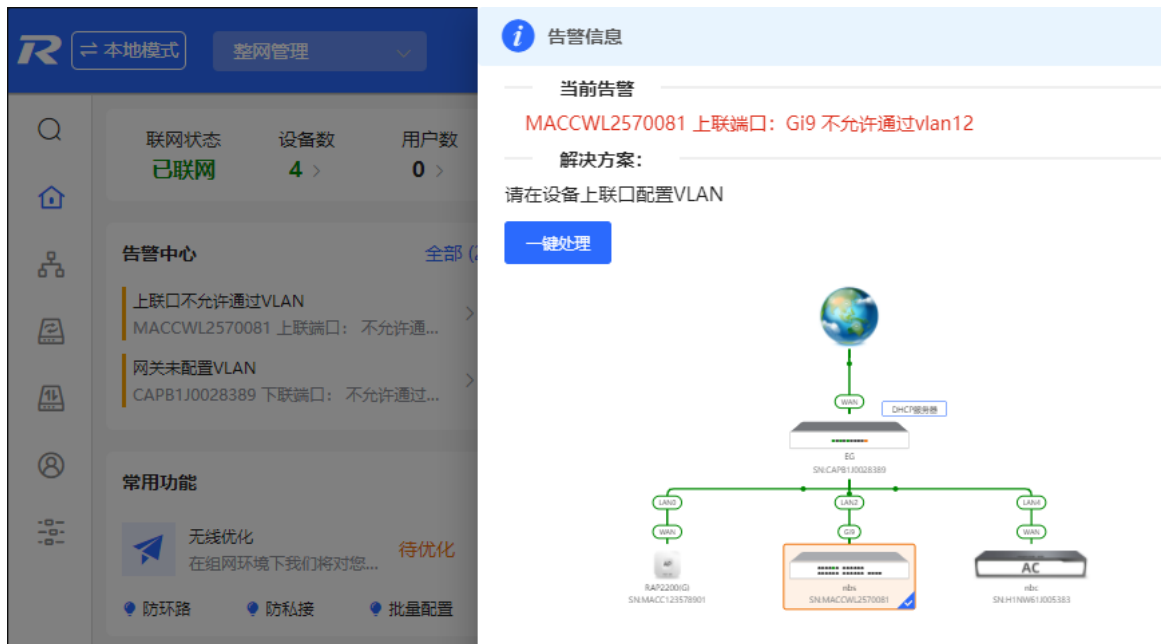 R
本地模式
整网管理
联网状态 设备数 用户数
已联网 4 0
告警中心 全部 (2
上联口不允许通过VLAN
MACCWL2570081 上联端口： 不允许通...
网关未配置VLAN
CAPB1J0028389 下联端口： 不允许通过...
常用功能
无线优化
在组网环境下我们将对您...
待优化
防环路 防私接 批量配置
告警信息
当前告警
MACCWL2570081 上联端口：Gi9 不允许通过vlan12
解决方案：
请在设备上联口配置VLAN
一键处理
WAN
DHCP服务器
EG
SN:CAPB1J0028389
LAN0 LAN2 LAN4
WAN Gi9 WAN
AC
RAP2200(G) nbs nbc
SN:MACC123578901 SN:MACCWL2570081 SN:H1NW61J005383